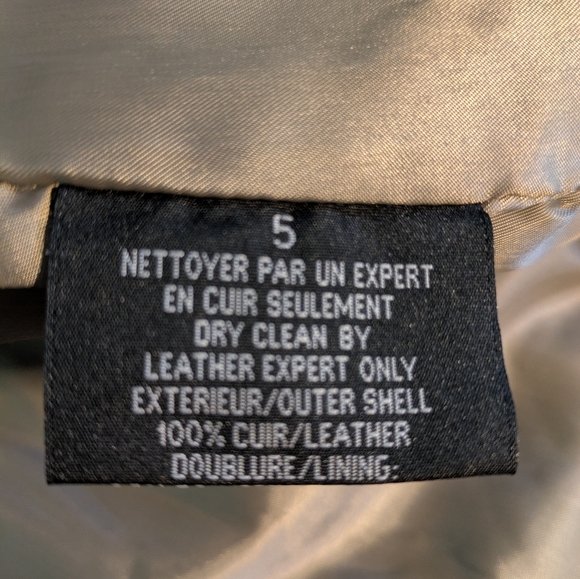 5
NETTOYER PAR UN EXPERT
EN CUIR SEULEMENT
DRY CLEAN BY
LEATHER EXPERT ONLY
EXTERIEUR/OUTER SHELL
100% CUIR/LEATHER
DOUBLURE/LINING: